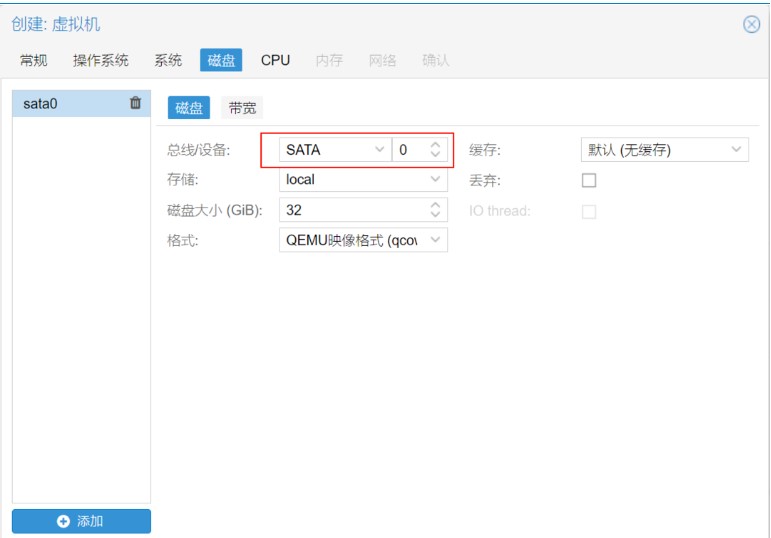 创建: 虚拟机
常规 操作系统 系统 磁盘 CPU 内存 网络 确认
sata0 磁盘 带宽
总线/设备: SATA 0 缓存: 默认 (无缓存)
存储: local 丢弃:
磁盘大小 (GiB): 32 IO thread:
格式: QEMU映像格式 (qcov
添加